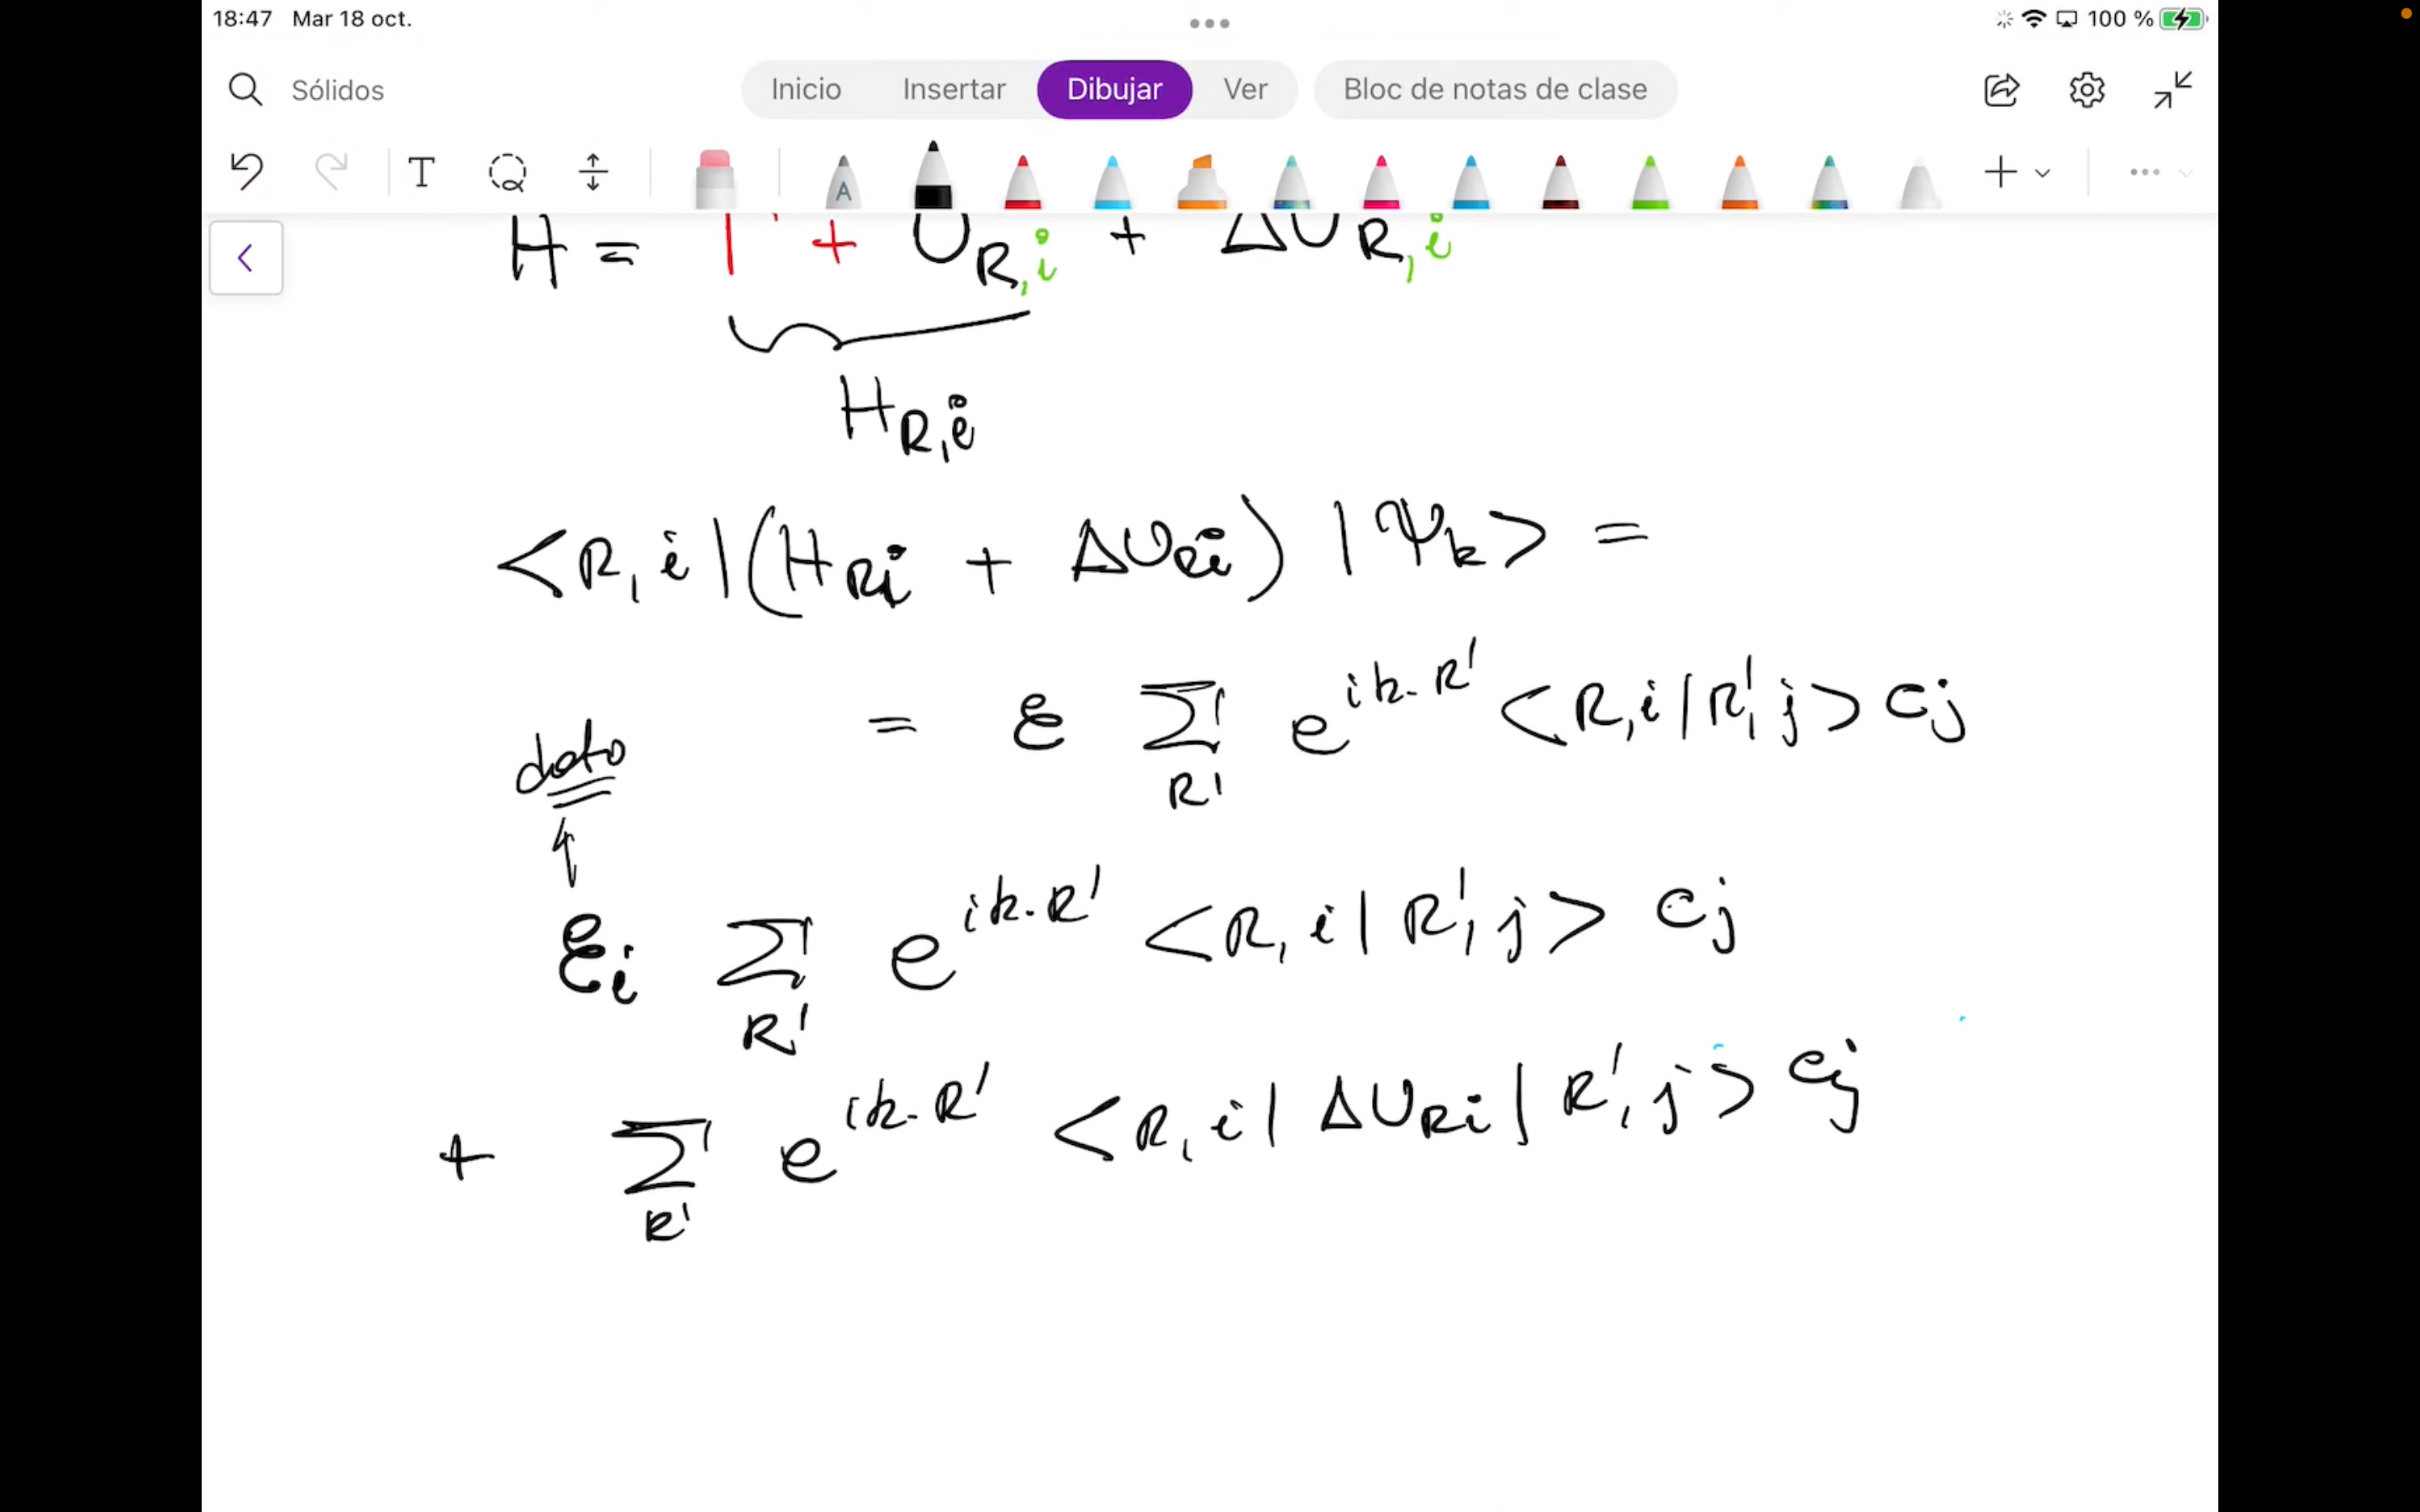 18:47 Mar 18 oct. 100 %
Sólidos Inicio Insertar Dibujar Ver Bloc de notas de clase
T A
H = T + U_{R,i} + ΔU_{R,i}
H_{R,i}
<R,i|(H_{Ri} + ΔU_{Ri}) |Ψ_k> =
= ε Σ_{R'} e^{ik·R'} <R,i|R',j> c_j
dato
ε_i Σ_{R'} e^{ik·R'} <R,i|R',j> c_j
+ Σ_{R'} e^{ik·R'} <R,i|ΔU_{Ri}|R',j> c_j